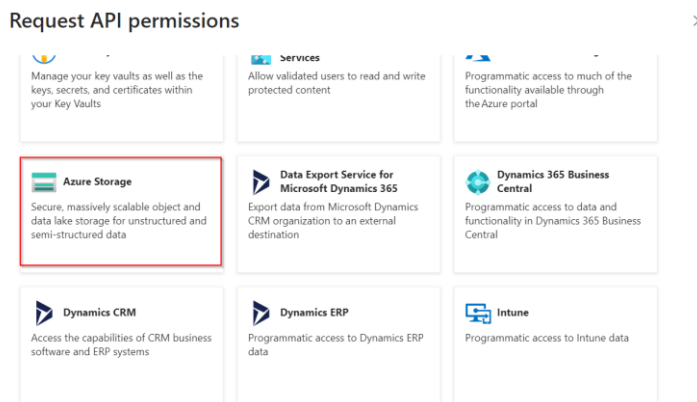 Request API permissions
Services
Manage your key vaults as well as the
keys, secrets, and certificates within
your Key Vaults
Allow validated users to read and write
protected content
Programmatic access to much of the
functionality available through
the Azure portal
Azure Storage
Secure, massively scalable object and
data lake storage for unstructured and
semi-structured data
Data Export Service for
Microsoft Dynamics 365
Export data from Microsoft Dynamics
CRM organization to an external
destination
Dynamics 365 Business
Central
Programmatic access to data and
functionality in Dynamics 365 Business
Central
Dynamics CRM
Access the capabilities of CRM business
software and ERP systems
Dynamics ERP
Programmatic access to Dynamics ERP
data
Intune
Programmatic access to Intune data